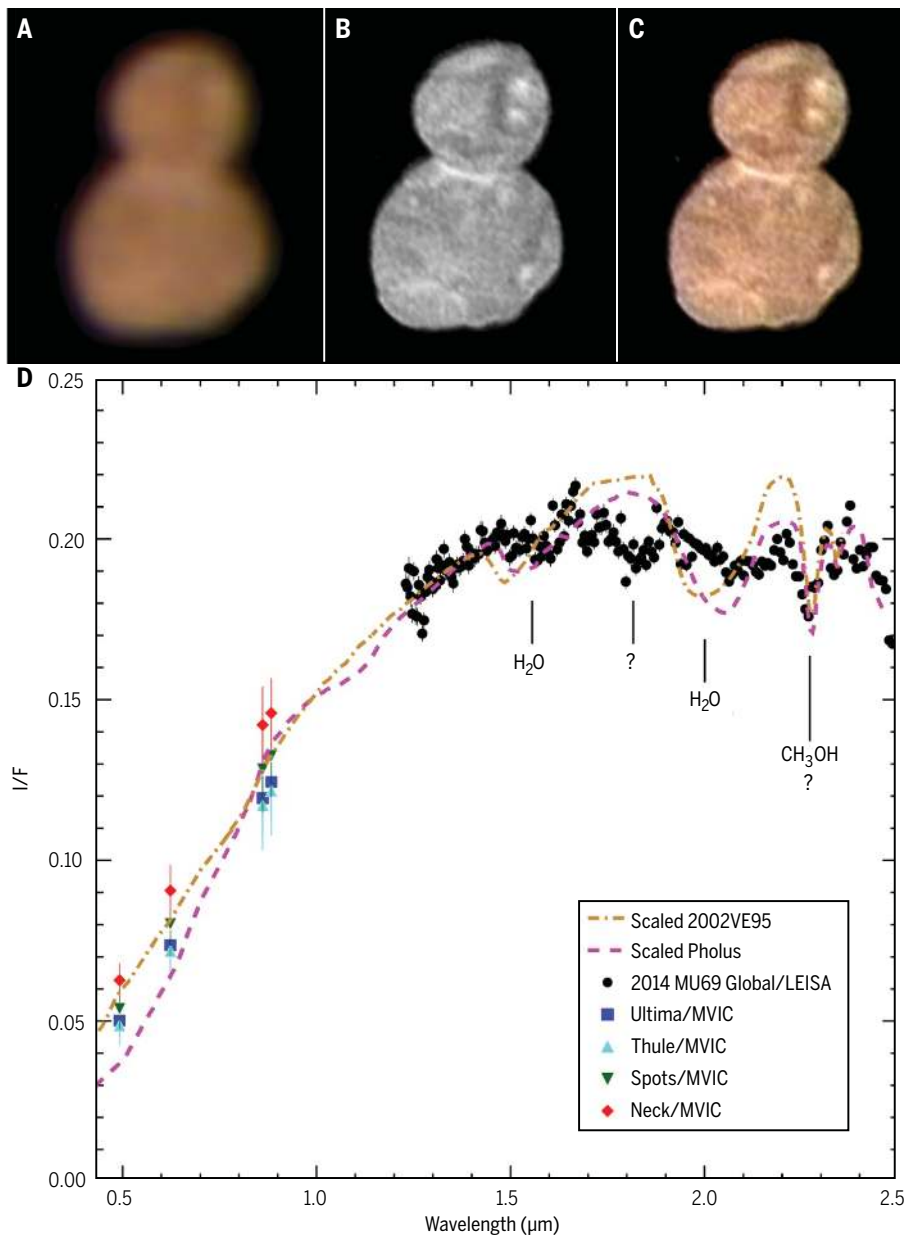 A
B
C
D
0.25
0.20
0.15
0.10
0.05
0.00
I/F
H₂O
?
H₂O
CH₃OH
?
Scaled 2002VE95
Scaled Pholus
2014 MU69 Global/LEISA
Ultima/MVIC
Thule/MVIC
Spots/MVIC
Neck/MVIC
0.5
1.0
1.5
2.0
2.5
Wavelength (µm)